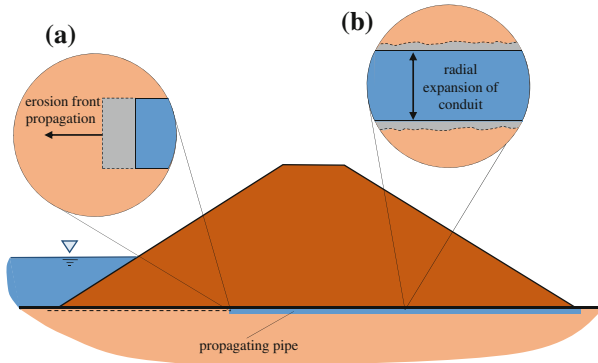 (a)
(b)
erosion front
propagation
radial
expansion of
conduit
propagating pipe